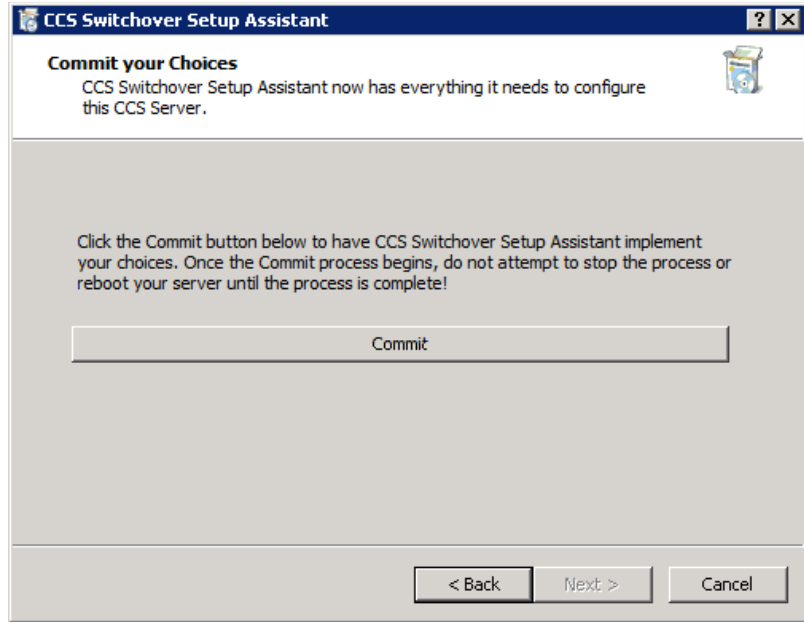 CCS Switchover Setup Assistant
Commit your Choices
CCS Switchover Setup Assistant now has everything it needs to configure
this CCS Server.
Click the Commit button below to have CCS Switchover Setup Assistant implement
your choices. Once the Commit process begins, do not attempt to stop the process or
reboot your server until the process is complete!
Commit
< Back Next > Cancel